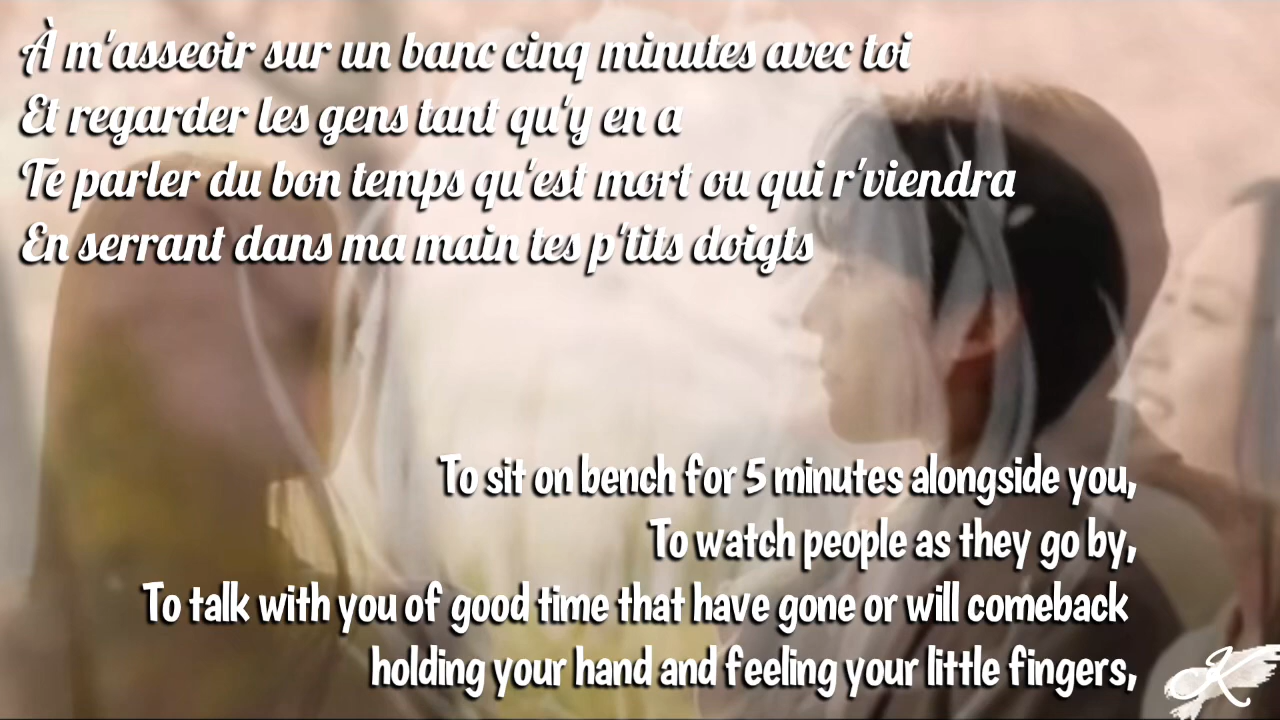 À m'asseoir sur un banc cinq minutes avec toi
Et regarder les gens tant qu'y en a
Te parler du bon temps qu'est mort ou qui r'viendra
En serrant dans ma main tes p'tits doigts
To sit on bench for 5 minutes alongside you,
To watch people as they go by,
To talk with you of good time that have gone or will comeback
holding your hand and feeling your little fingers,
K